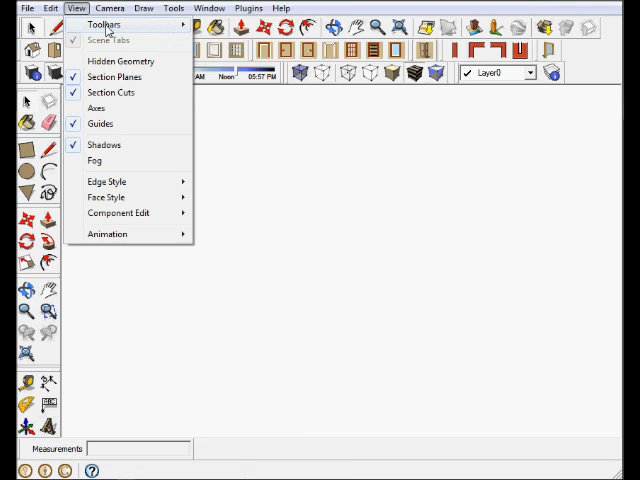 File Edit View Camera Draw Tools Window Plugins Help
Toolbars
Scene Tabs
Hidden Geometry
Section Planes
AM Noon 05:57 PM
Layer0
Section Cuts
Axes
Guides
Shadows
Fog
Edge Style
Face Style
Component Edit
Animation
ABC
A
Measurements
?